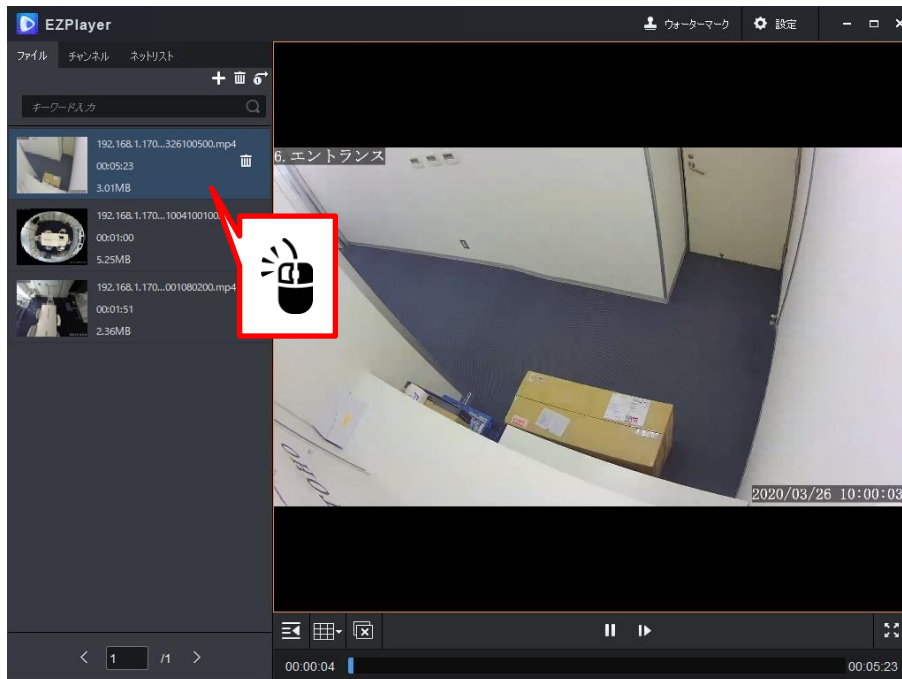 EZPlayer
ウォーターマーク
設定
ファイル
チャンネル
ネットリスト
キーワード入力
192.168.1.170...326100500.mp4
00:05:23
3.01MB
192.168.1.170...1004100100
00:01:00
5.25MB
192.168.1.170...001080200.mp4
00:01:51
2.36MB
6.エントランス
2020/03/26 10:00:03
1
/1
00:00:04
00:05:23